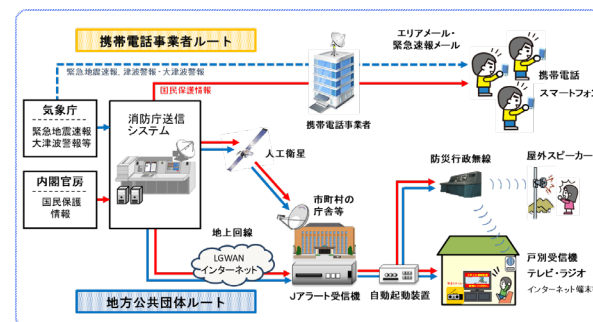 携帯電話事業者ルート
エリアメール・
緊急速報メール
緊急地震速報、津波警報・大津波警報
国民保護情報
携帯電話
スマートフォン
気象庁
緊急地震速報
大津波警報等
消防庁送信
システム
携帯電話事業者
人工衛星
内閣官房
国民保護
情報
防災行政無線
屋外スピーカー
市町村の
庁舎等
地上回線
LGWAN
インターネット
Jアラート受信機
自動起動装置
戸別受信機
テレビ・ラジオ
インターネット端末
地方公共団体ルート